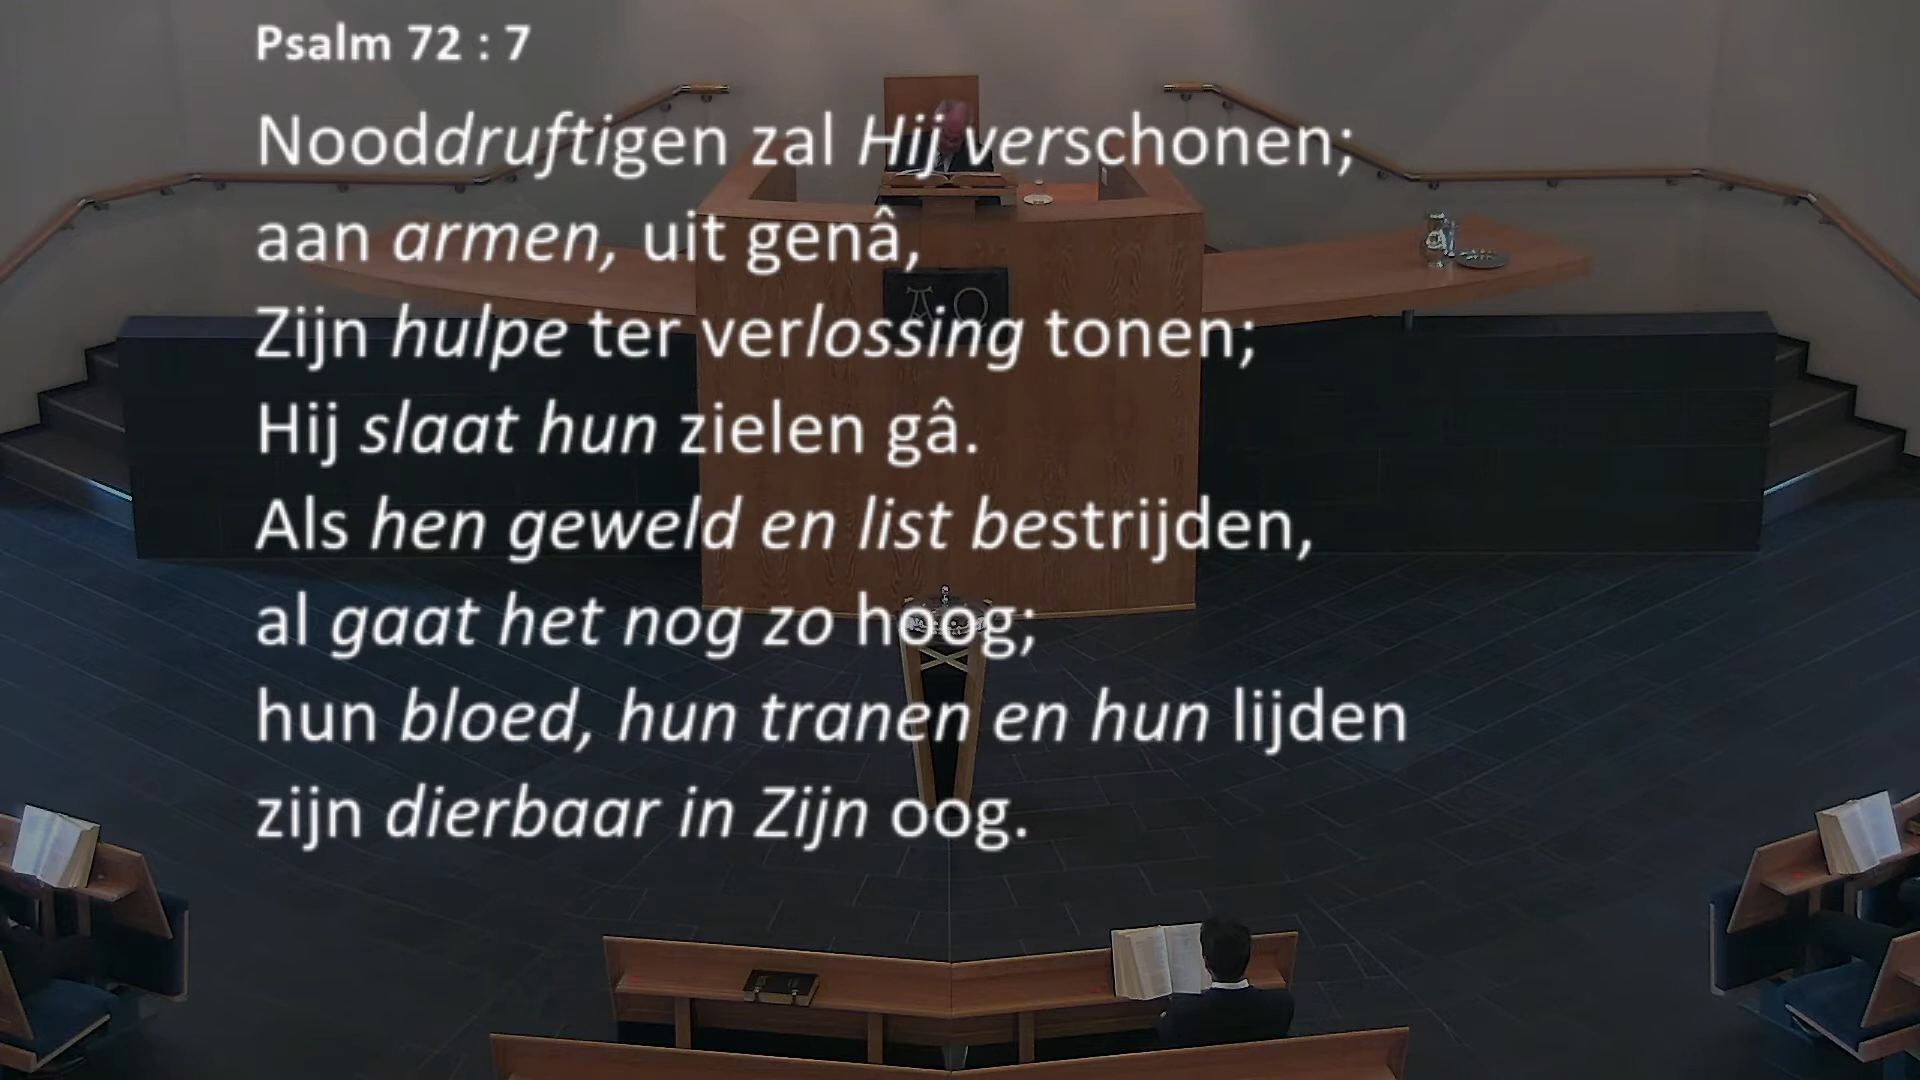 Psalm 72 : 7
Nooddruftigen zal Hij verschonen;
aan armen, uit genâ,
Zijn hulpe ter verlossing tonen;
Hij slaat hun zielen gâ.
Als hen geweld en list bestrijden,
al gaat het nog zo hoog;
hun bloed, hun tranen en hun lijden
zijn dierbaar in Zijn oog.
Α Ω